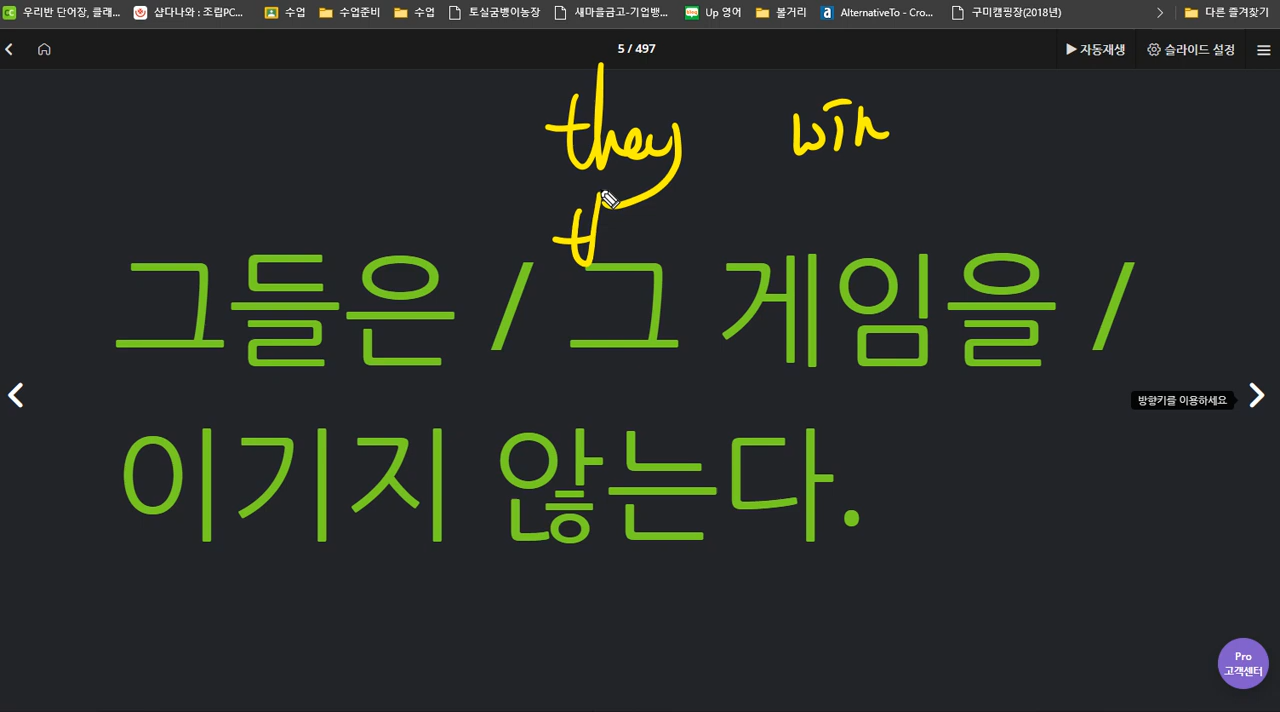 우리반 단어장, 클래... 샵다나와 : 조립PC... 수업 수업준비 수업 토실굼벵이농장 새마을금고-기업뱅... Up 영어 볼거리 AlternativeTo - Cro... 구미캠핑장(2018년) 다른 즐겨찾기
5 / 497 ▶ 자동재생 슬라이드 설정
they win
t
그들은 / 그 게임을 /
방향키를 이용하세요
이기지 않는다.
Pro
고객센터